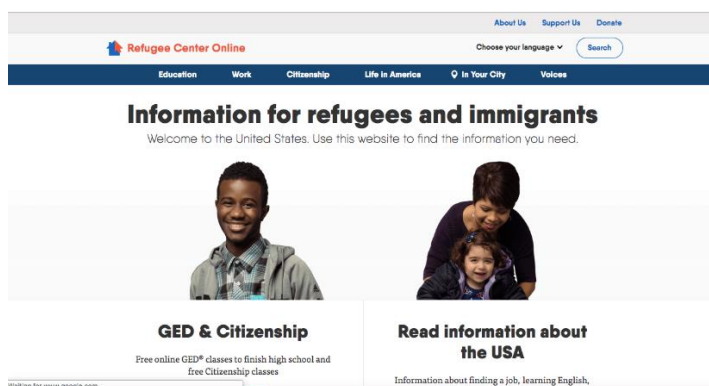 About Us Support Us Donate
Refugee Center Online
Choose your language Search
Education Work Citizenship Life in America In Your City Voices
Information for refugees and immigrants
Welcome to the United States. Use this website to find the information you need.
GED & Citizenship
Free online GED® classes to finish high school and
free Citizenship classes
Read information about
the USA
Information about finding a job, learning English,